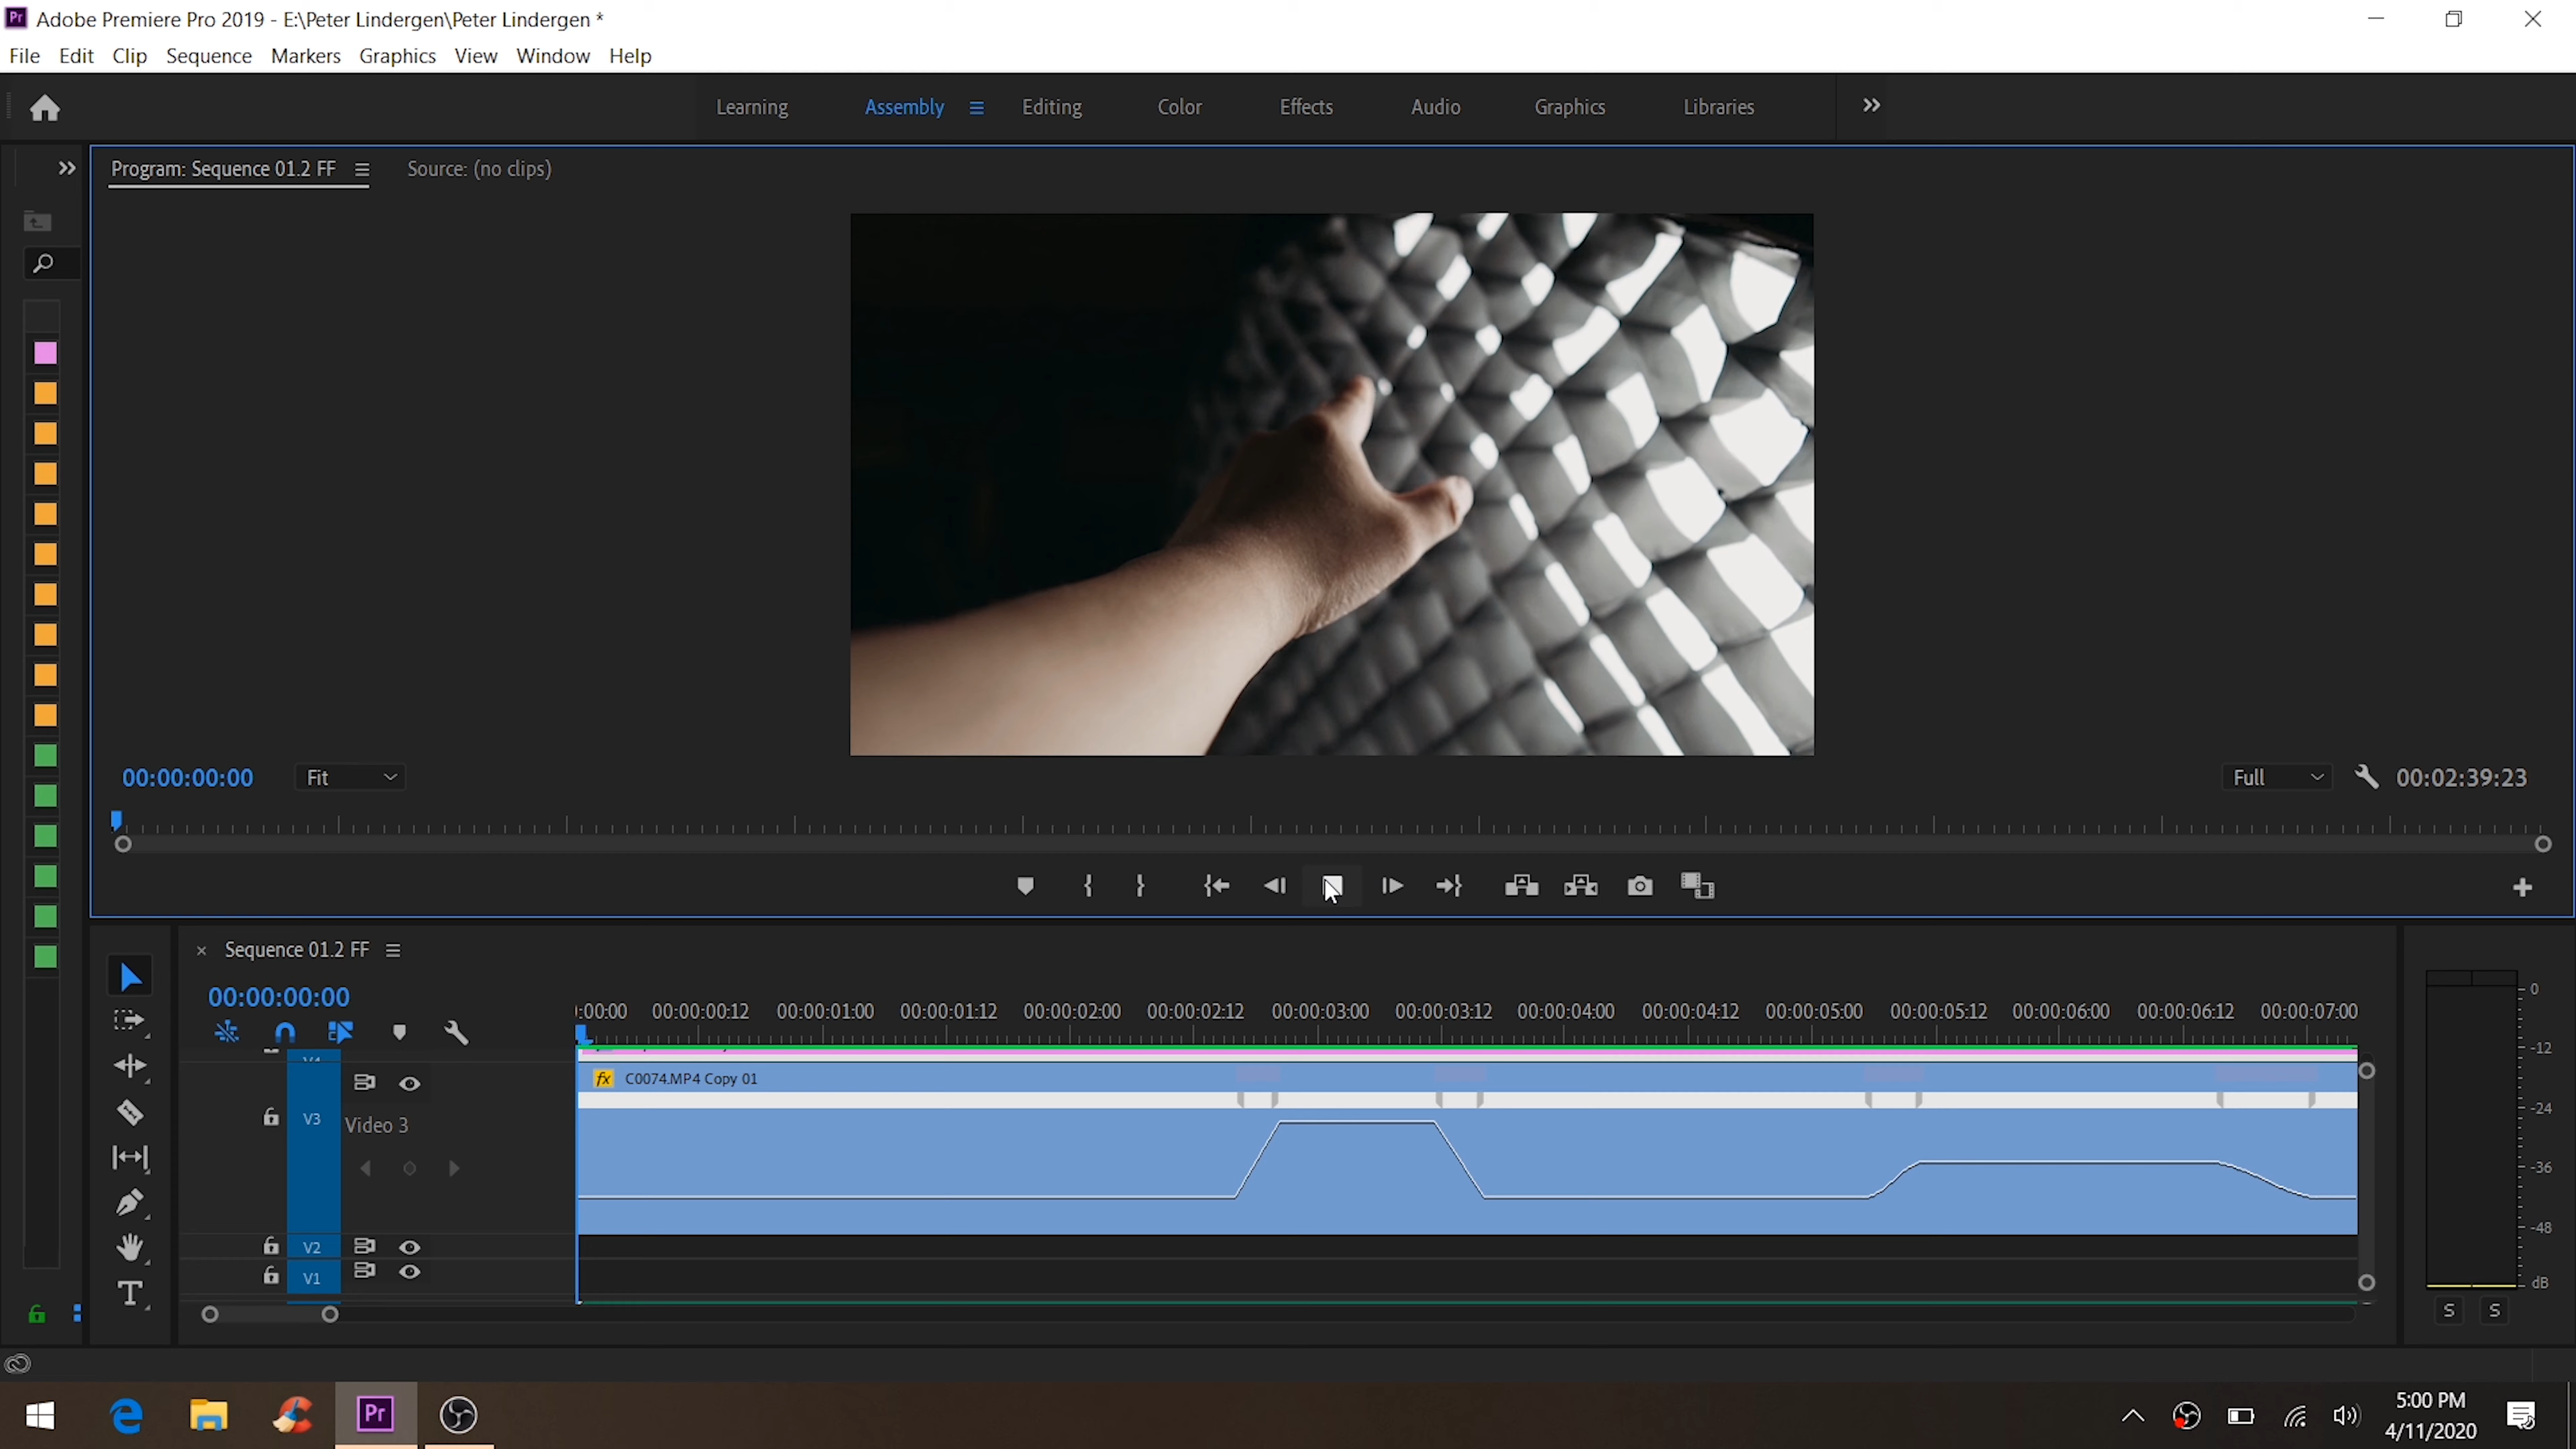 Pr Adobe Premiere Pro 2019 - E:\Peter Lindergen\Peter Lindergen *
File Edit Clip Sequence Markers Graphics View Window Help
Learning Assembly Editing Color Effects Audio Graphics Libraries
Program: Sequence 01.2 FF Source: (no clips)
00:00:00:00 Fit Full 00:02:39:23
Sequence 01.2 FF
00:00:00:00
:00:00 00:00:00:12 00:00:01:00 00:00:01:12 00:00:02:00 00:00:02:12 00:00:03:00 00:00:03:12 00:00:04:00 00:00:04:12 00:00:05:00 00:00:05:12 00:00:06:00 00:00:06:12 00:00:07:00
fx C0074.MP4 Copy 01
V3 Video 3
V2
V1
0
-12
-24
-36
-48
dB
S S
Pr
5:00 PM
4/11/2020